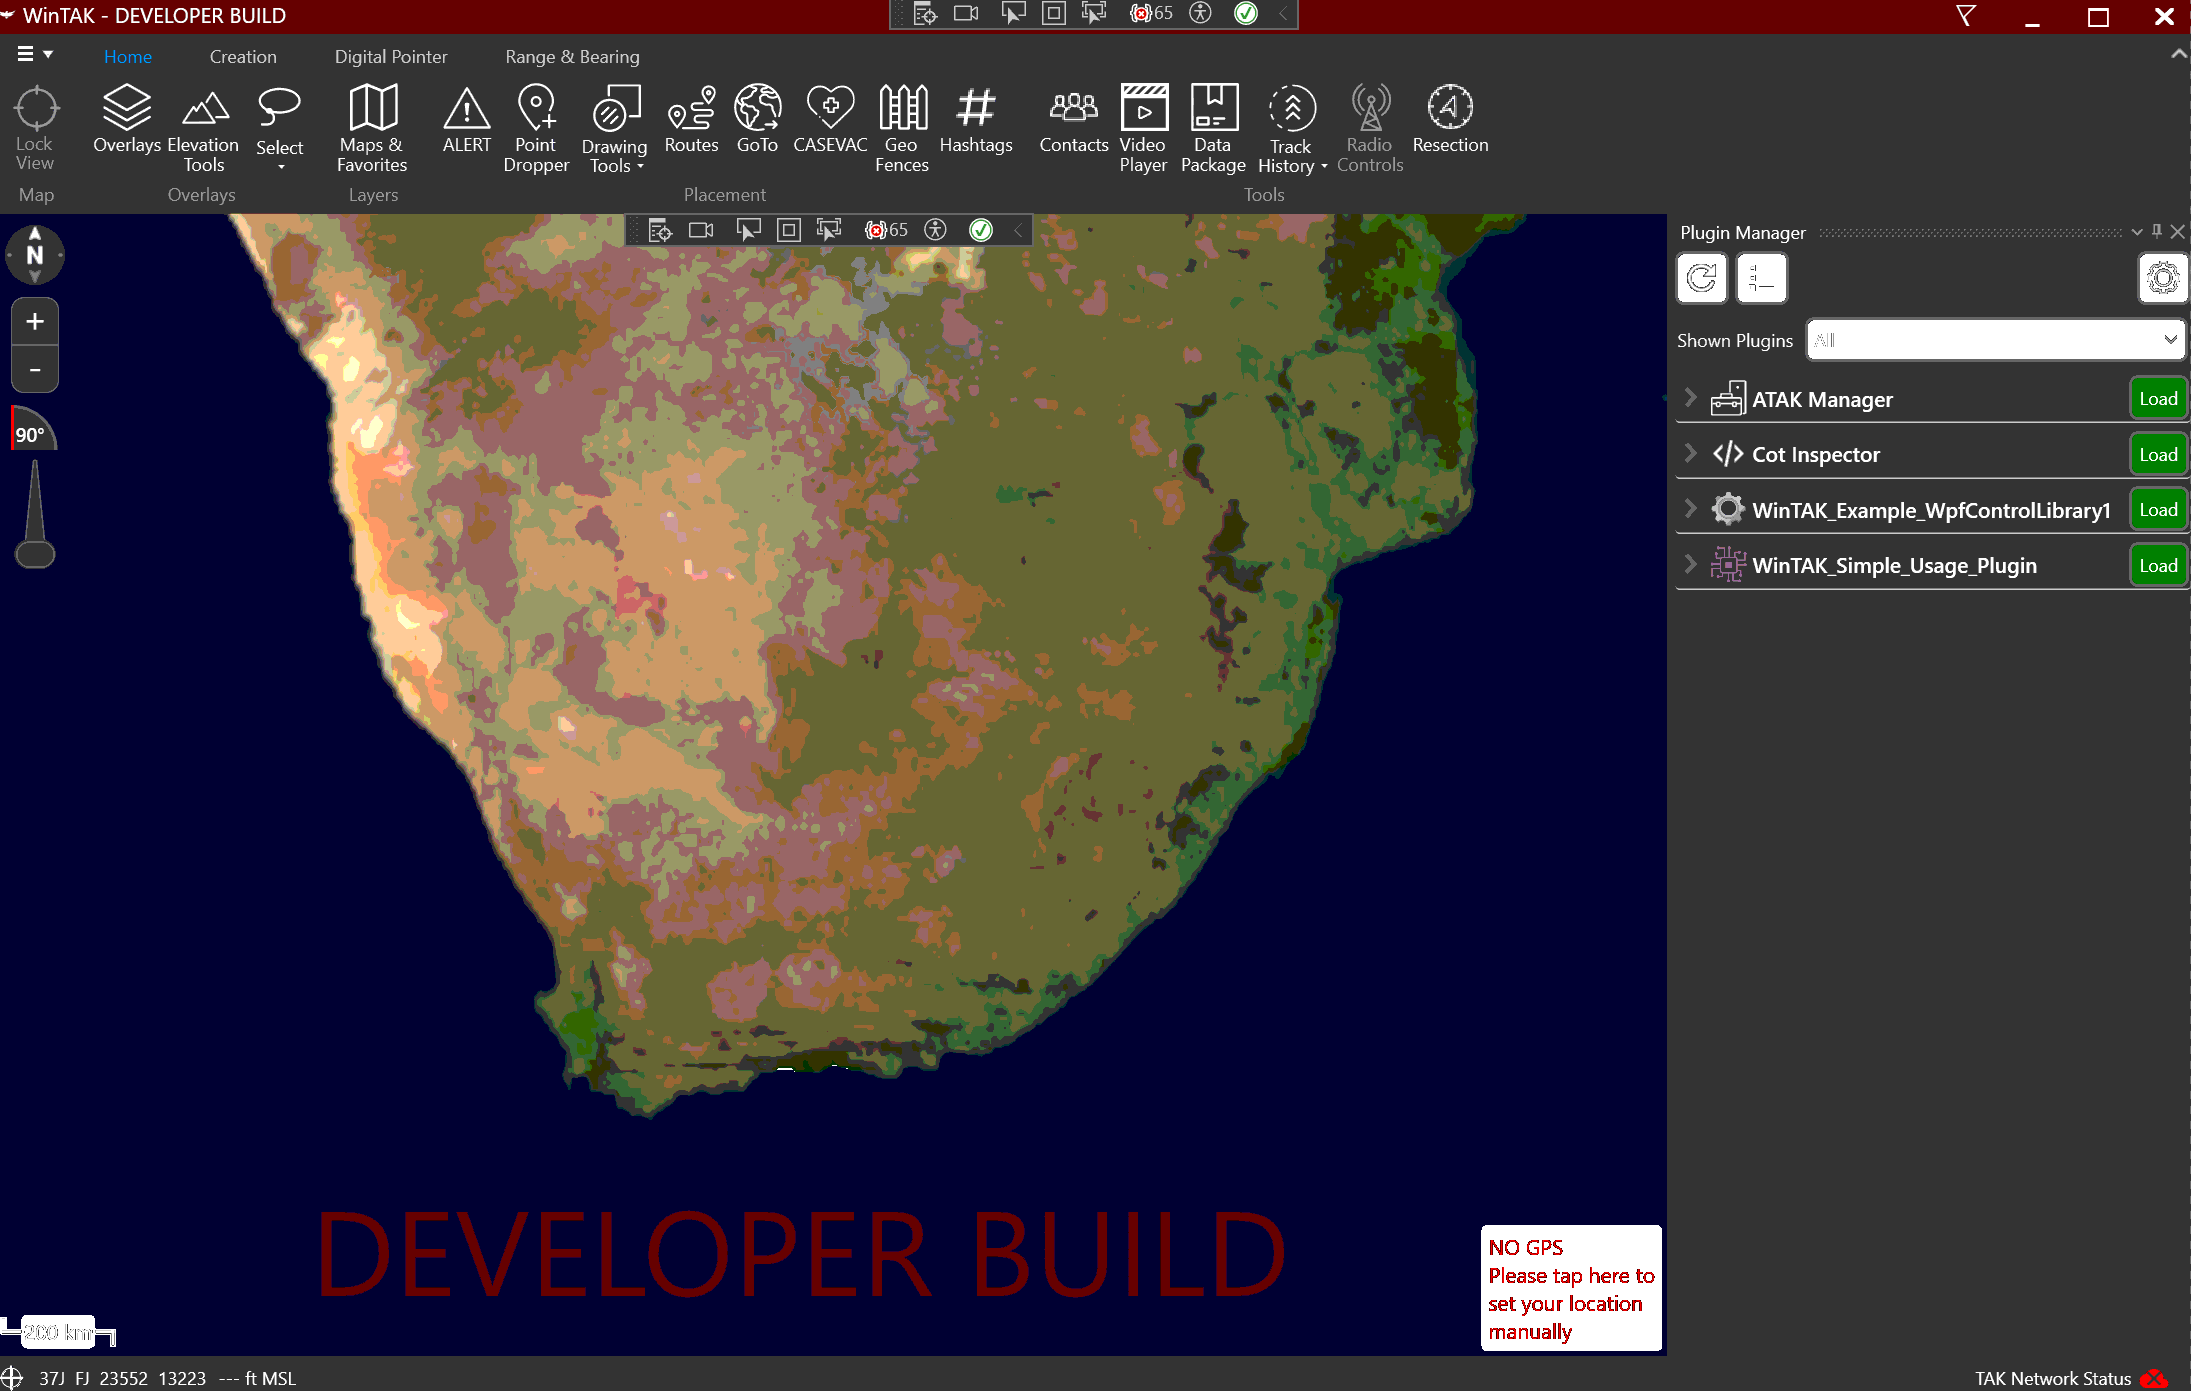 WinTAK - DEVELOPER BUILD
65
Home
Creation
Digital Pointer
Range & Bearing
Lock
View
Overlays
Elevation
Tools
Select
Maps &
Favorites
ALERT
Point
Dropper
Drawing
Tools
Routes
GoTo
CASEVAC
Geo
Fences
Hashtags
Contacts
Video
Player
Data
Package
Track
History
Radio
Controls
Resection
Map
Overlays
Layers
Placement
Tools
N
+
-
90°
65
Plugin Manager
Shown Plugins
All
ATAK Manager
Load
Cot Inspector
Load
WinTAK_Example_WpfControlLibrary1
Load
WinTAK_Simple_Usage_Plugin
Load
DEVELOPER BUILD
NO GPS
Please tap here to
set your location
manually
200 km
37J FJ 23552 13223 --- ft MSL
TAK Network Status